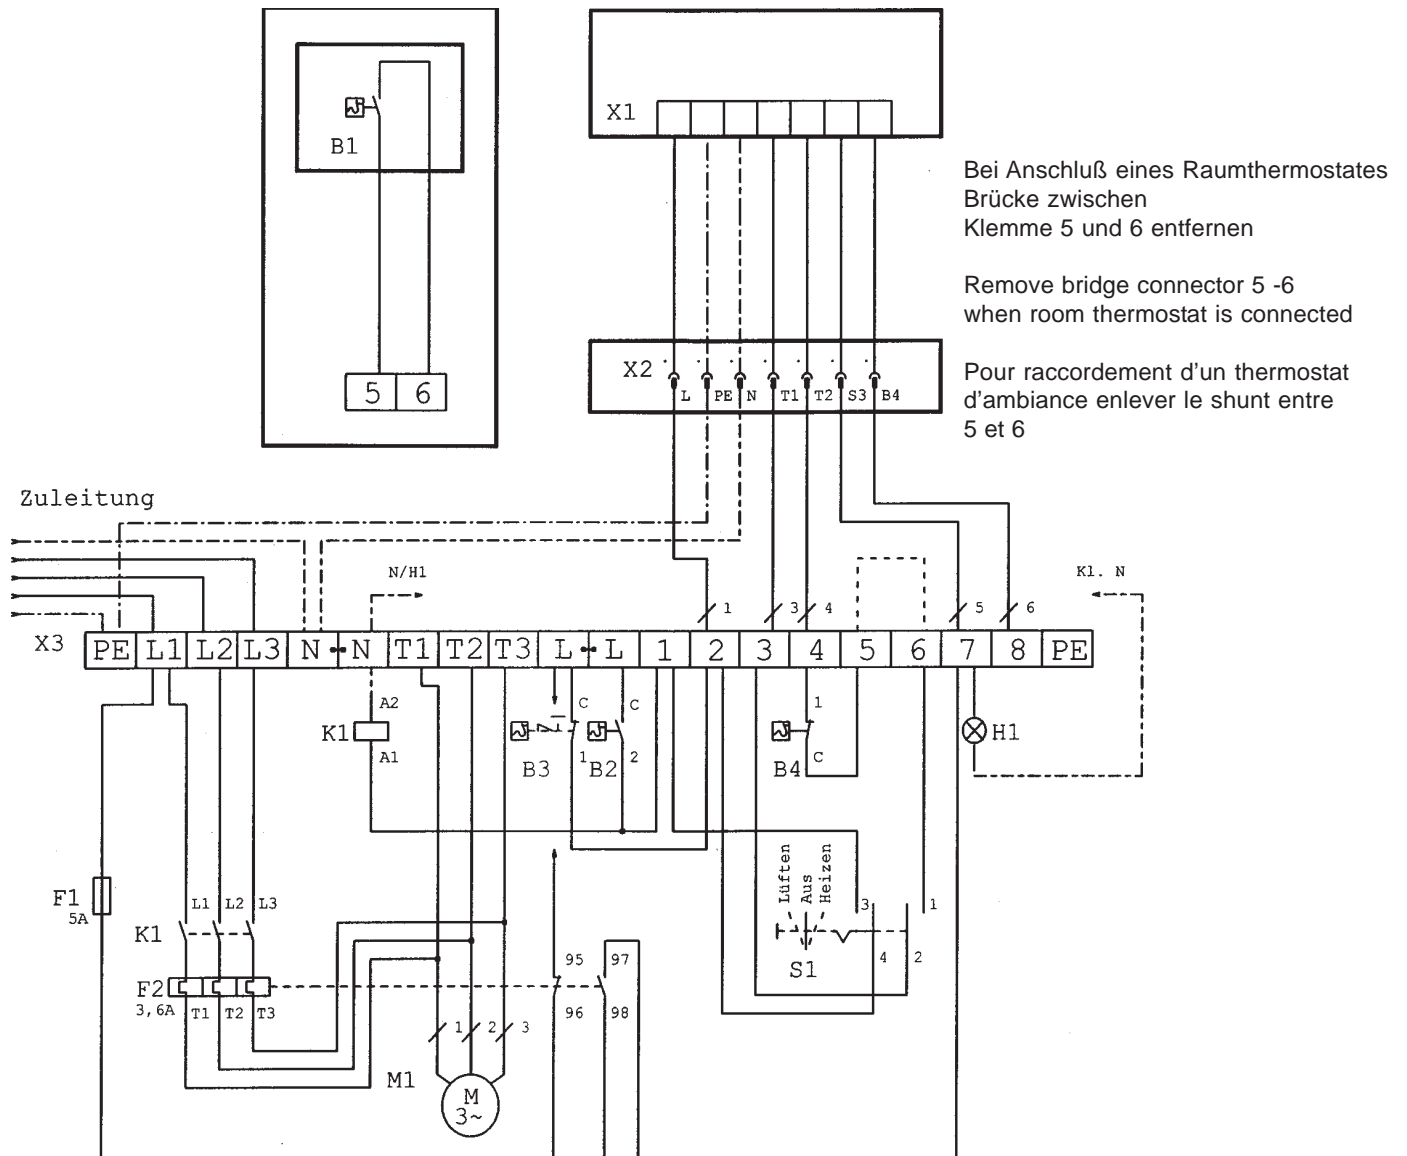 B1
5 6
X1
X2
L PE N T1 T2 S3 B4
Bei Anschluß eines Raumthermostates
Brücke zwischen
Klemme 5 und 6 entfernen
Remove bridge connector 5 -6
when room thermostat is connected
Pour raccordement d'un thermostat
d'ambiance enlever le shunt entre
5 et 6
Zuleitung
N/H1
Kl. N
1 3 4 5 6
X3 PE L1 L2 L3 N N T1 T2 T3 L L 1 2 3 4 5 6 7 8 PE
A2
K1
A1
C
B3
1
C
B2
2
1
B4
C
H1
F1
5A
L1 L2 L3
K1
F2
3,6A
T1 T2 T3
95 97
96 98
Lüften
Aus
Heizen
S1
3 1
4 2
1 2 3
M1
M
3~